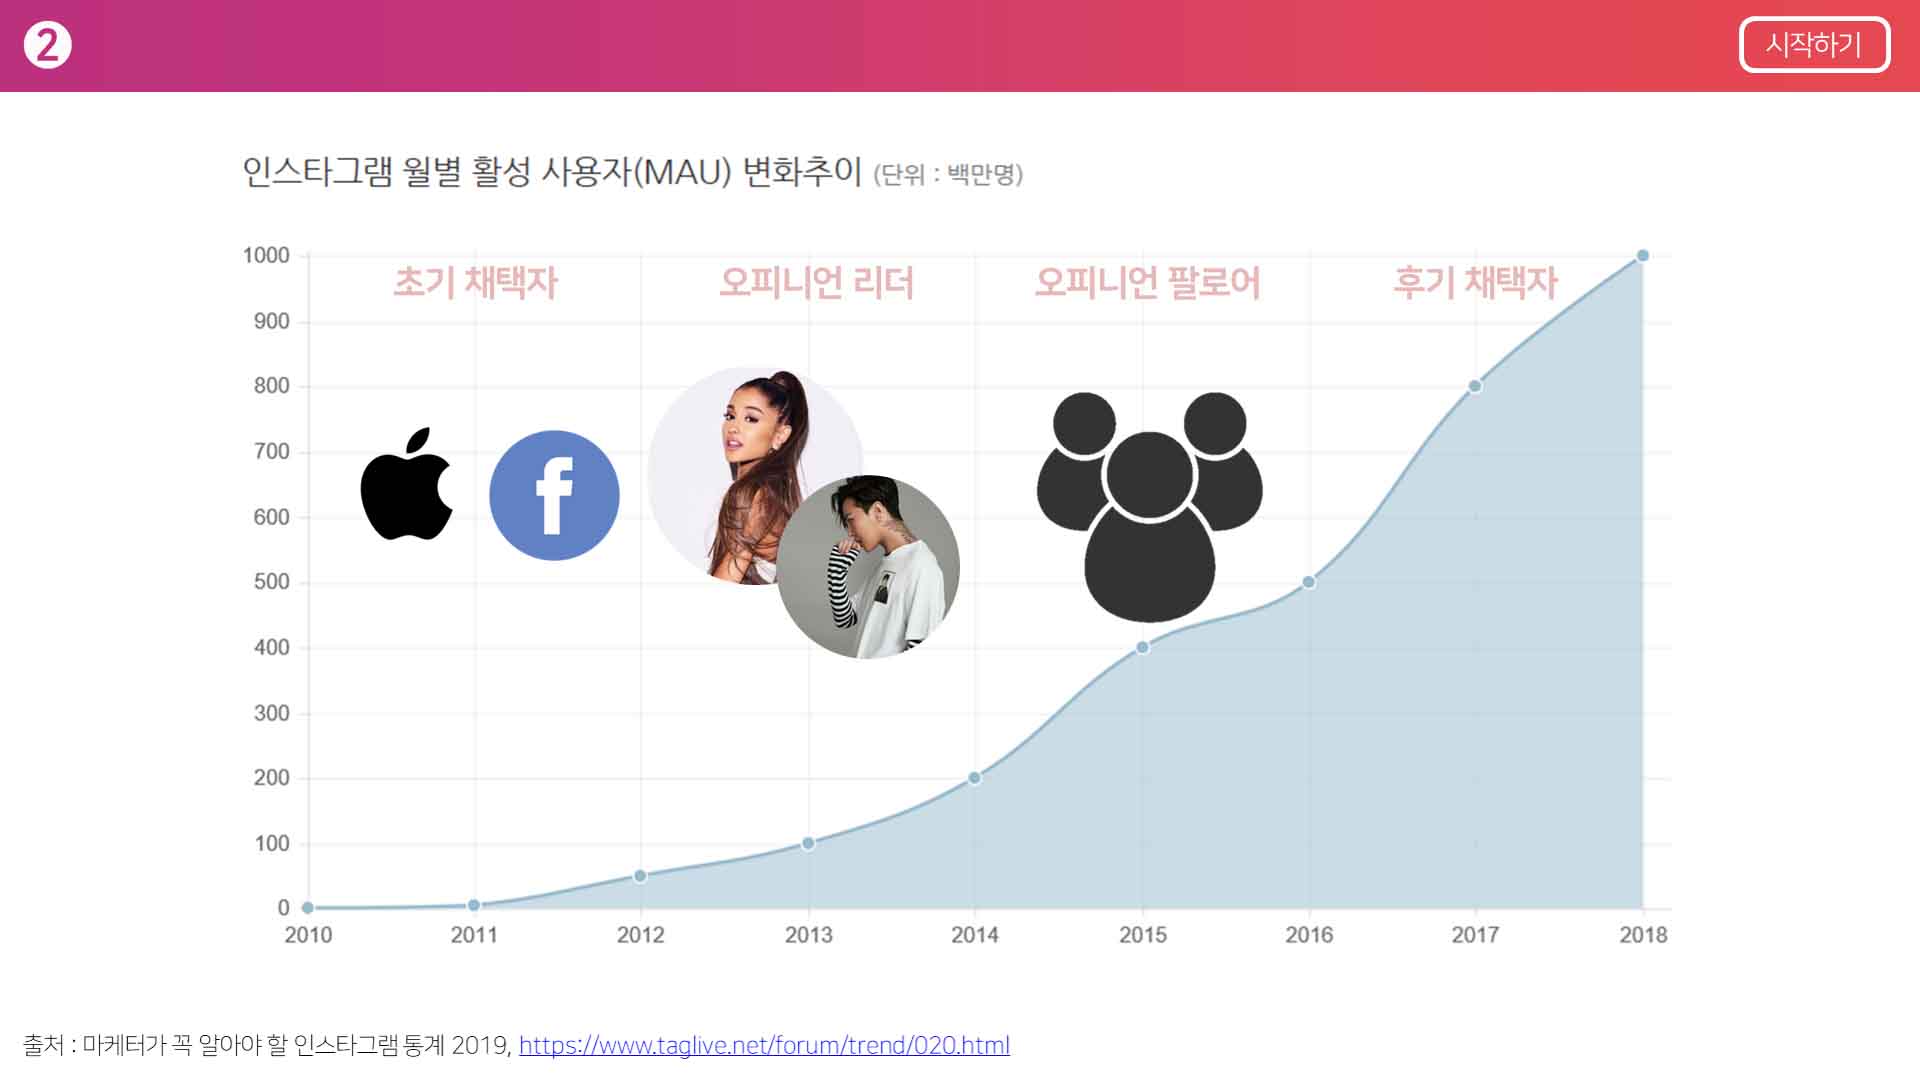 2
시작하기
인스타그램 월별 활성 사용자(MAU) 변화추이 (단위 : 백만명)
1000
초기 채택자 오피니언 리더 오피니언 팔로어 후기 채택자
900
800
700
600
500
400
300
200
100
0
2010 2011 2012 2013 2014 2015 2016 2017 2018
출처 : 마케터가 꼭 알아야 할 인스타그램 통계 2019, https://www.taglive.net/forum/trend/020.html